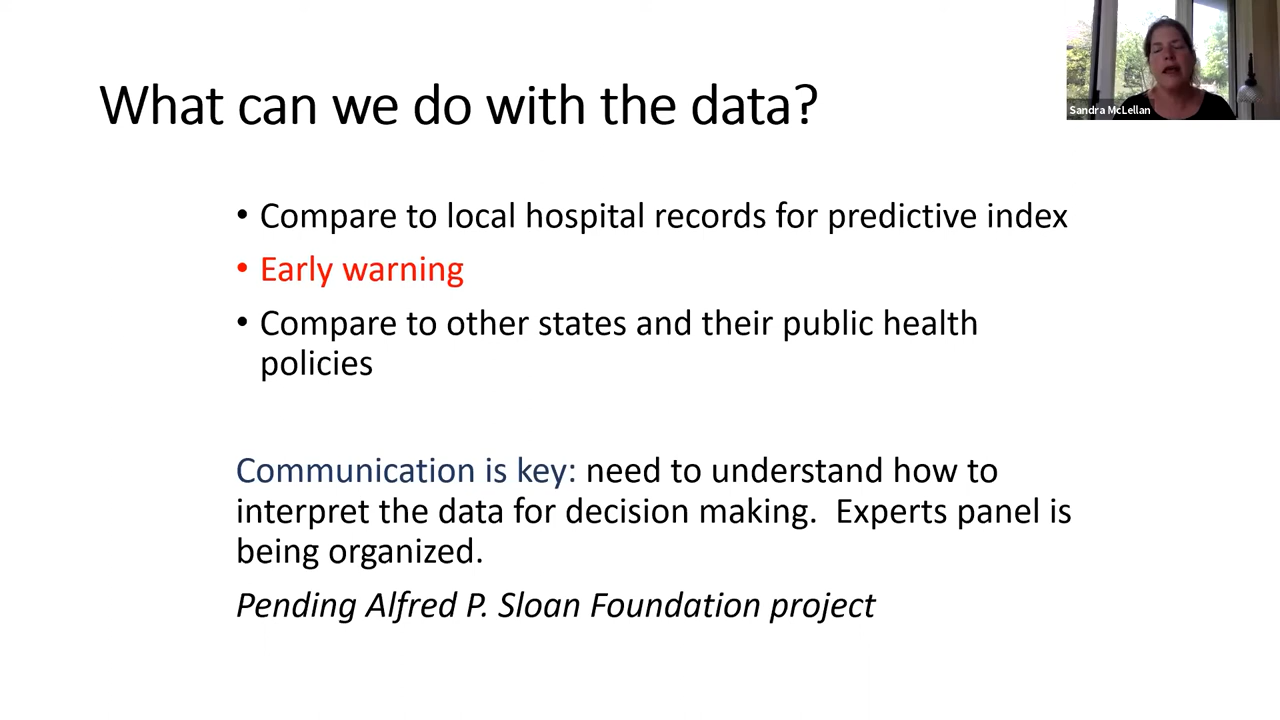 What can we do with the data?
Sandra McLellan
• Compare to local hospital records for predictive index
• Early warning
• Compare to other states and their public health
policies
Communication is key: need to understand how to
interpret the data for decision making.  Experts panel is
being organized.
Pending Alfred P. Sloan Foundation project